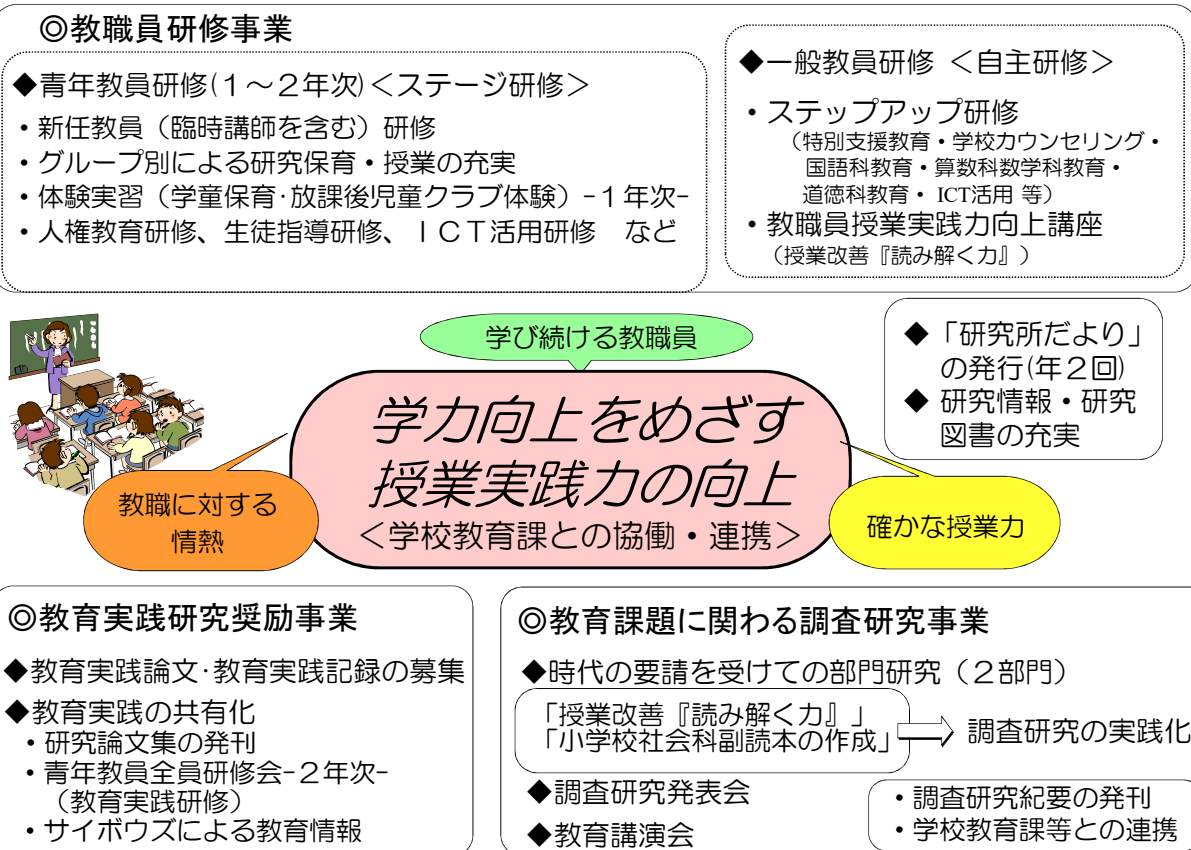 ◎教職員研修事業
◆青年教員研修(１～２年次)＜ステージ研修＞
・新任教員（臨時講師を含む）研修
・グループ別による研究保育・授業の充実
・体験実習（学童保育･放課後児童クラブ体験）-１年次-
・人権教育研修、生徒指導研修、ＩＣＴ活用研修　など
◆一般教員研修 ＜自主研修＞
・ステップアップ研修
（特別支援教育・学校カウンセリング・
国語科教育・算数科数学科教育・
道徳科教育・ ICT活用 等）
・教職員授業実践力向上講座
（授業改善『読み解く力』）
学び続ける教職員
◆「研究所だより」
の発行(年２回)
◆ 研究情報・研究
図書の充実
学力向上をめざす
授業実践力の向上
＜学校教育課との協働・連携＞
教職に対する
情熱
確かな授業力
◎教育実践研究奨励事業
◆教育実践論文･教育実践記録の募集
◆教育実践の共有化
・研究論文集の発刊
・青年教員全員研修会-２年次-
（教育実践研修）
・サイボウズによる教育情報
◎教育課題に関わる調査研究事業
◆時代の要請を受けての部門研究（２部門）
「授業改善『読み解く力』」
「小学校社会科副読本の作成」
調査研究の実践化
◆調査研究発表会
◆教育講演会
・調査研究紀要の発刊
・学校教育課等との連携